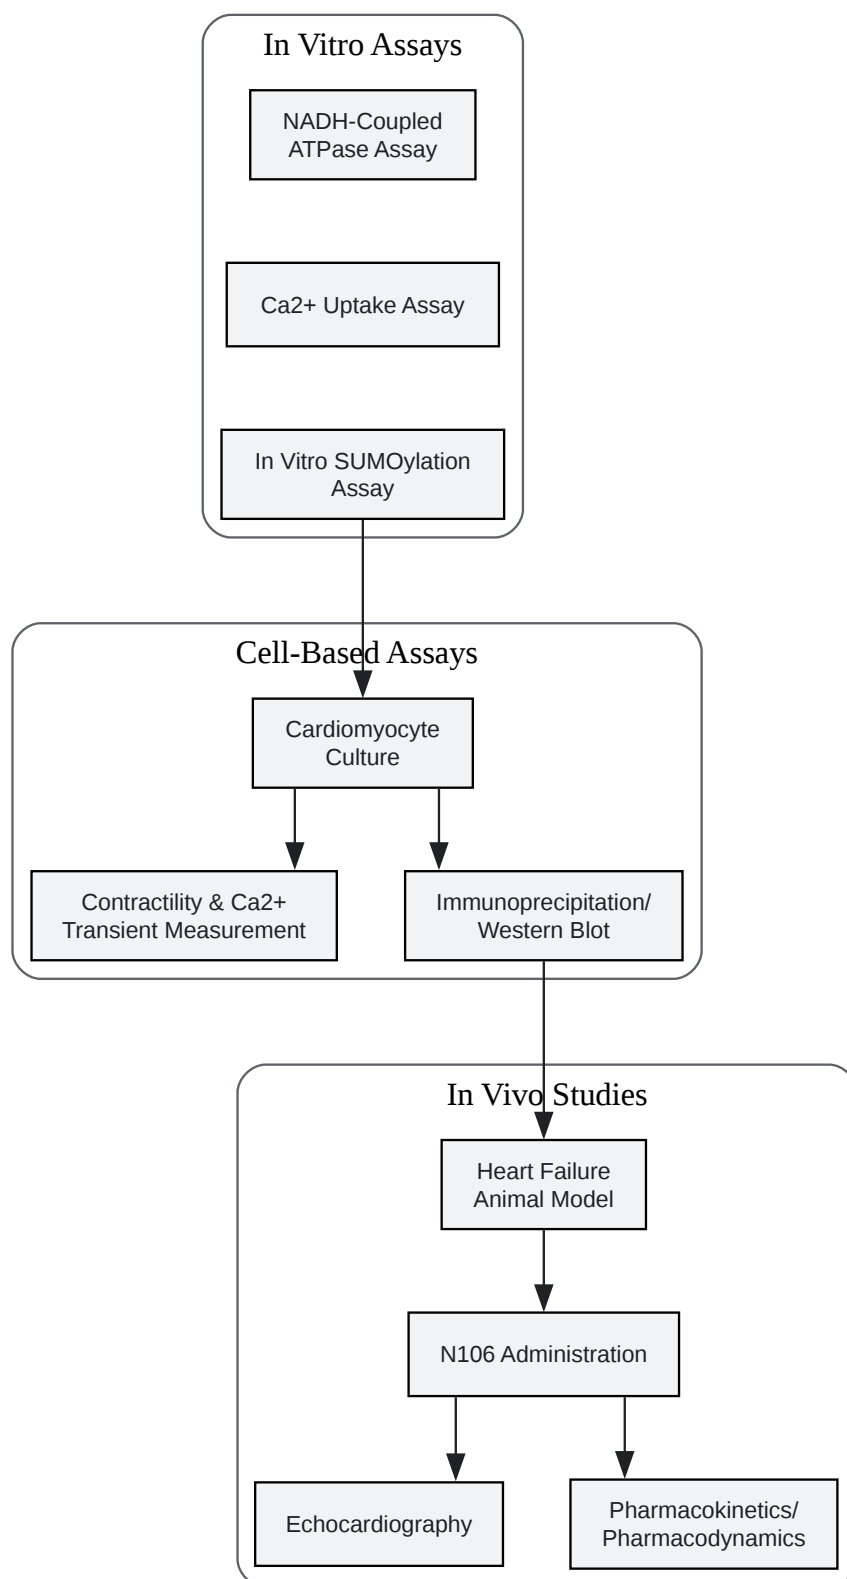 In Vitro Assays
NADH-Coupled
ATPase Assay
Ca2+ Uptake Assay
In Vitro SUMOylation
Assay
Cell-Based Assays
Cardiomyocyte
Culture
Contractility & Ca2+
Transient Measurement
Immunoprecipitation/
Western Blot
In Vivo Studies
Heart Failure
Animal Model
N106 Administration
Echocardiography
Pharmacokinetics/
Pharmacodynamics